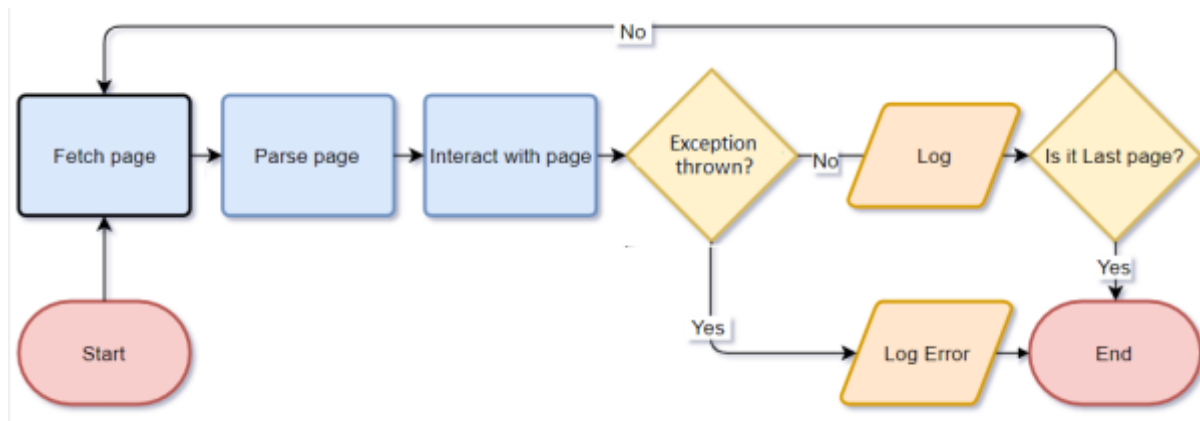 No
Fetch page
Parse page
Interact with page
Exception
thrown?
No
Log
Is it Last page?
Yes
Yes
Start
Log Error
End